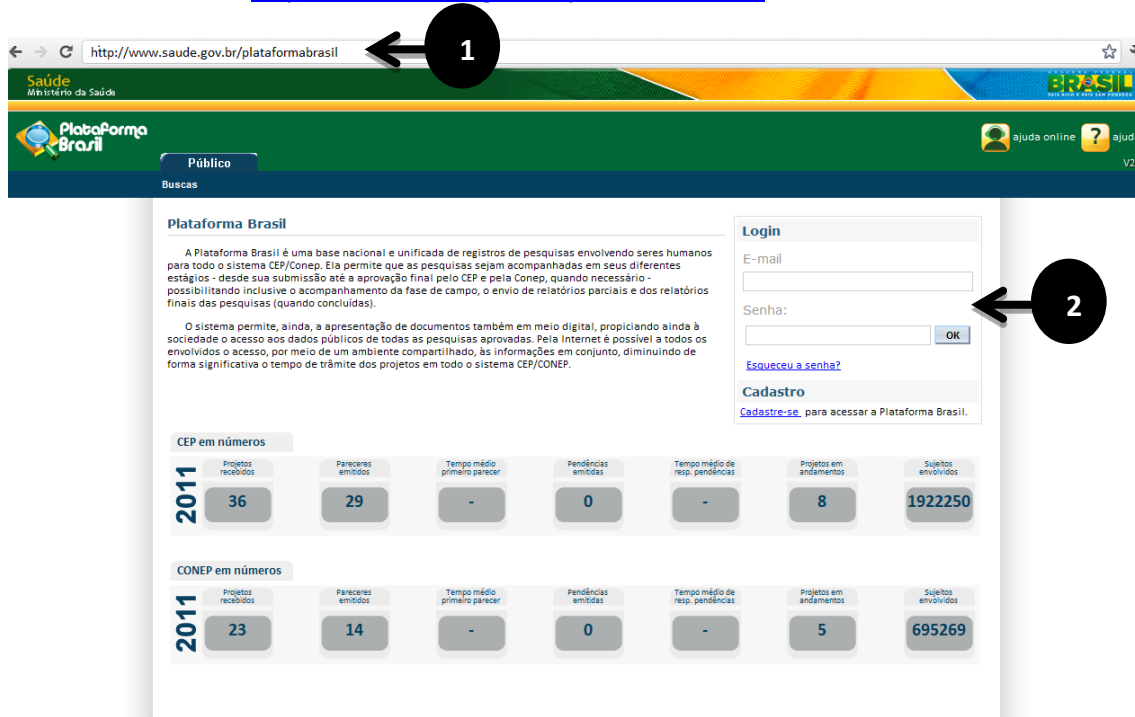 1
http://www.saude.gov.br/plataformabrasil
Saúde
Ministério da Saúde
BRASIL
PAÍS RICO É PAÍS SEM POBREZA
Plataforma
Brasil
ajuda online ? ajud
V2
Público
Buscas
Plataforma Brasil
A Plataforma Brasil é uma base nacional e unificada de registros de pesquisas envolvendo seres humanos
para todo o sistema CEP/Conep. Ela permite que as pesquisas sejam acompanhadas em seus diferentes
estágios - desde sua submissão até a aprovação final pelo CEP e pela Conep, quando necessário -
possibilitando inclusive o acompanhamento da fase de campo, o envio de relatórios parciais e dos relatórios
finais das pesquisas (quando concluídas).
O sistema permite, ainda, a apresentação de documentos também em meio digital, propiciando ainda à
sociedade o acesso aos dados públicos de todas as pesquisas aprovadas. Pela Internet é possível a todos os
envolvidos o acesso, por meio de um ambiente compartilhado, às informações em conjunto, diminuindo de
forma significativa o tempo de trâmite dos projetos em todo o sistema CEP/CONEP.
Login
E-mail
2
Senha:
OK
Esqueceu a senha?
Cadastro
Cadastre-se para acessar a Plataforma Brasil.
CEP em números
2011
Projetos recebidos
36
Pareceres emitidos
29
Tempo médio primeiro parecer
-
Pendências emitidas
0
Tempo médio de resp. pendências
-
Projetos em andamentos
8
Sujeitos envolvidos
1922250
CONEP em números
2011
Projetos recebidos
23
Pareceres emitidos
14
Tempo médio primeiro parecer
-
Pendências emitidas
0
Tempo médio de resp. pendências
-
Projetos em andamentos
5
Sujeitos envolvidos
695269